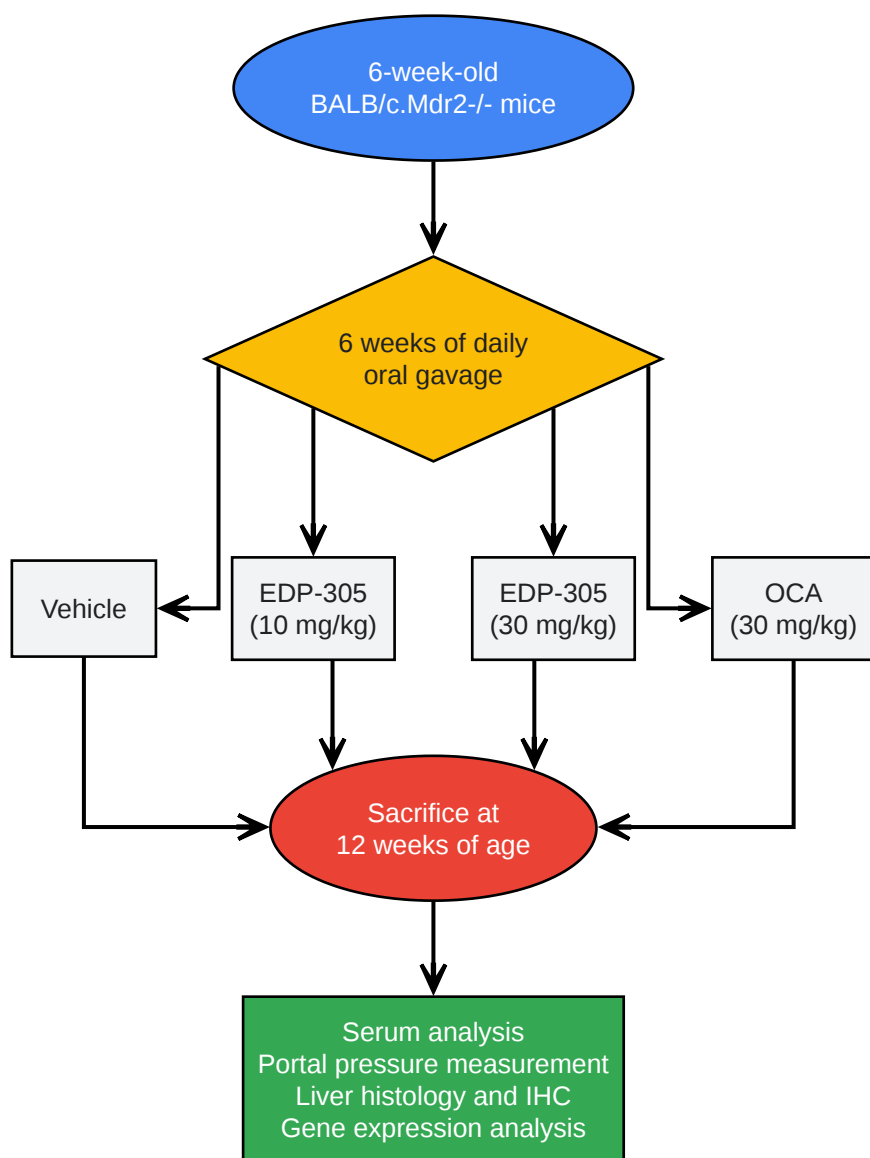 6-week-old
BALB/c.Mdr2-/- mice
6 weeks of daily
oral gavage
Vehicle
EDP-305
(10 mg/kg)
EDP-305
(30 mg/kg)
OCA
(30 mg/kg)
Sacrifice at
12 weeks of age
Serum analysis
Portal pressure measurement
Liver histology and IHC
Gene expression analysis